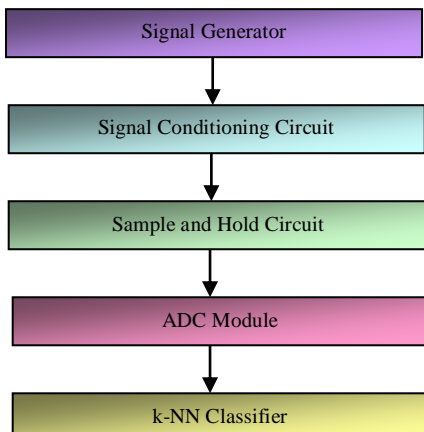 Signal Generator
Signal Conditioning Circuit
Sample and Hold Circuit
ADC Module
k-NN Classifier